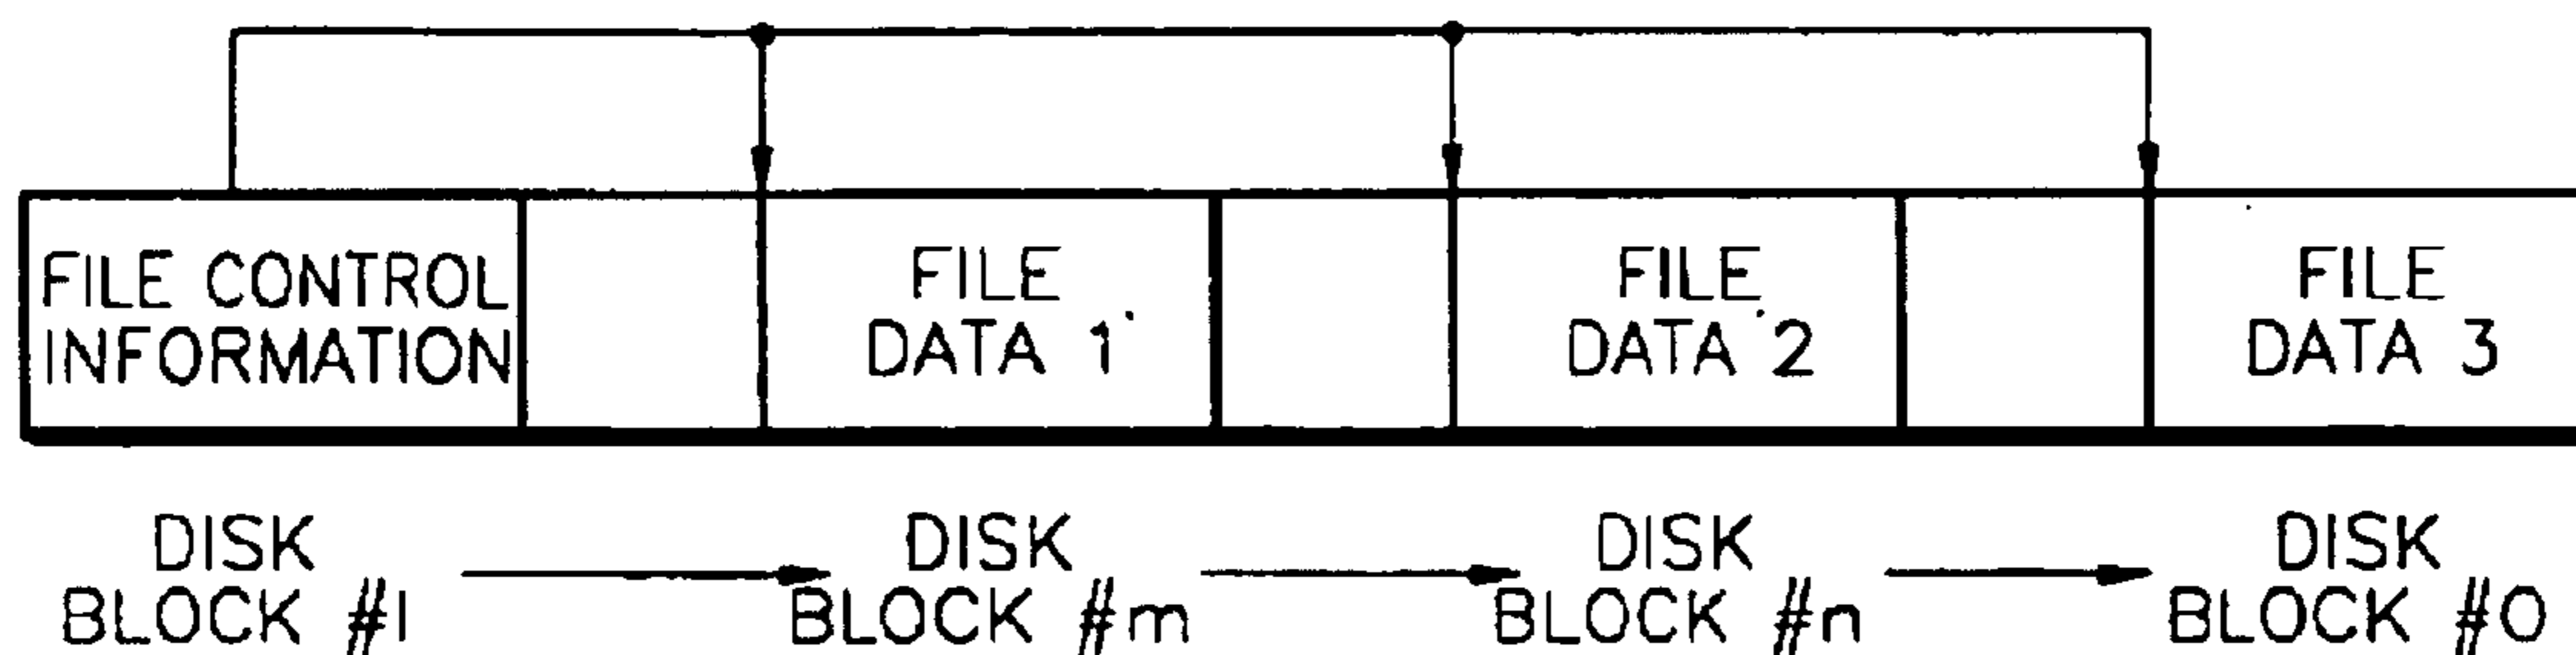 FILE CONTROL
INFORMATION
FILE
DATA 1
FILE
DATA 2
FILE
DATA 3
DISK
BLOCK #l
DISK
BLOCK #m
DISK
BLOCK #n
DISK
BLOCK #O